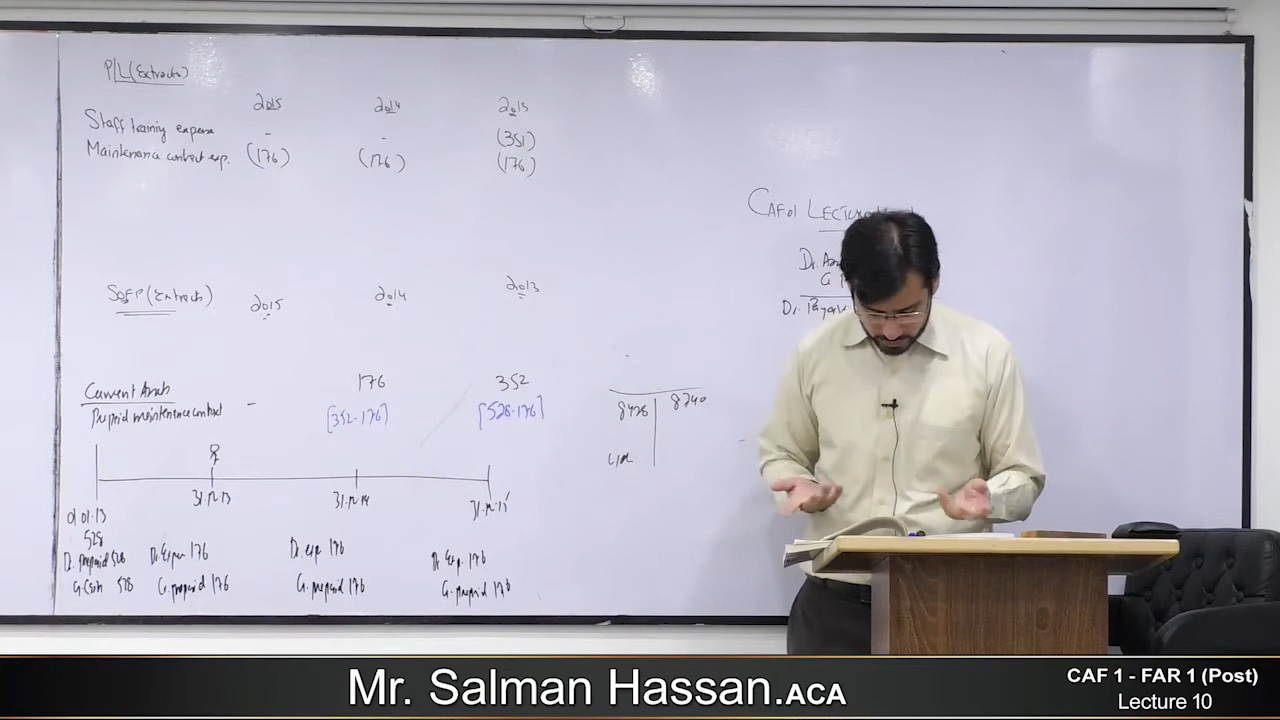 P/L (Extracts)
2015 2014 2013
Staff training expense - - (351)
Maintenance contract exp. (176) (176) (176)
CAF01 LECTURE
Dr.
SOFP (Extracts) 2015 2014 2013
Dr.
Current Assets 176 352
Prepaid maintenance contract - [352-176] [528-176]
8428 8240
31.12.13 31.12.14 31.12.15
01.01.13
528
Dr. prepaid 528 Dr. Exp 176 Dr. exp 176 Dr. Exp. 176
Cr. Cash 528 Cr. prepaid 176 Cr. prepaid 176 Cr. prepaid 176
Mr. Salman Hassan.ACA
CAF 1 - FAR 1 (Post)
Lecture 10